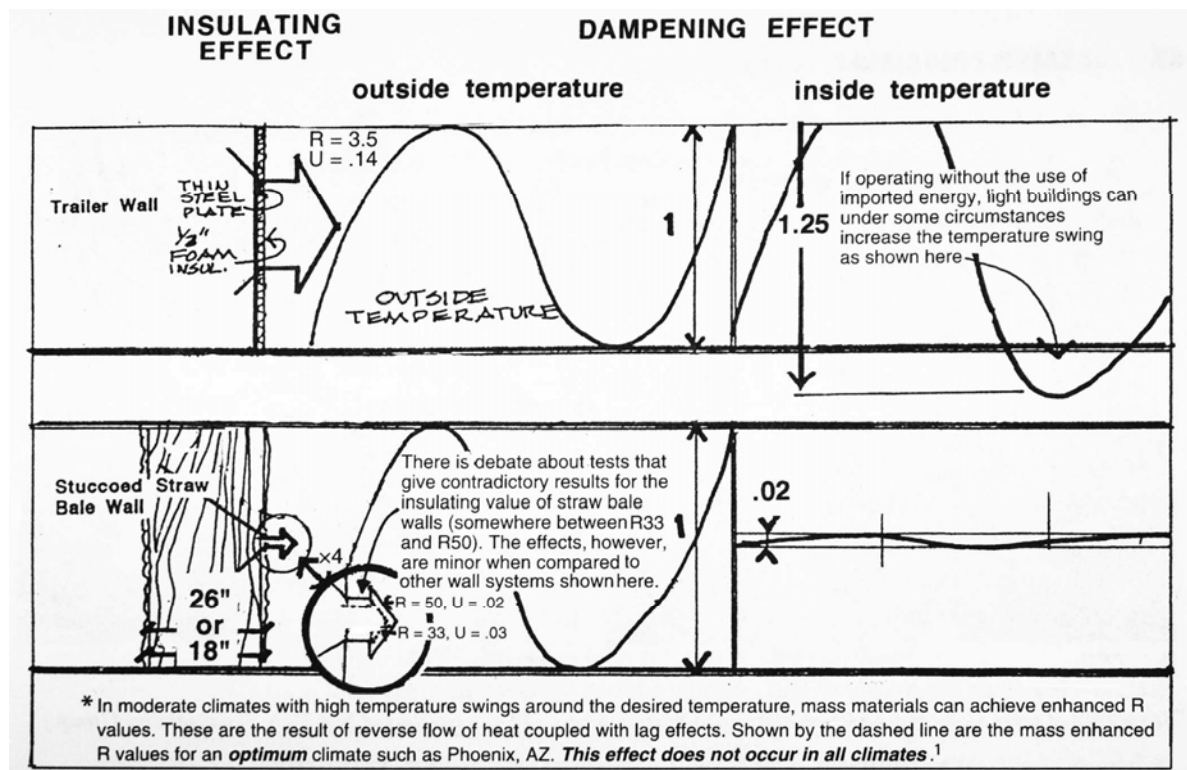 INSULATING
EFFECT
DAMPENING EFFECT
outside temperature
inside temperature
R = 3.5
U = .14
Trailer Wall
THIN
STEEL
PLATE
1/2"
FOAM
INSUL.
OUTSIDE
TEMPERATURE
1
1.25
If operating without the use of
imported energy, light buildings can
under some circumstances
increase the temperature swing
as shown here
Stuccoed Straw
Bale Wall
26"
or
18"
×4
There is debate about tests that
give contradictory results for the
insulating value of straw bale
walls (somewhere between R33
and R50). The effects, however,
are minor when compared to
other wall systems shown here.
R = 50, U = .02
R = 33, U = .03
1
.02
* In moderate climates with high temperature swings around the desired temperature, mass materials can achieve enhanced R
values. These are the result of reverse flow of heat coupled with lag effects. Shown by the dashed line are the mass enhanced
R values for an optimum climate such as Phoenix, AZ. This effect does not occur in all climates.1